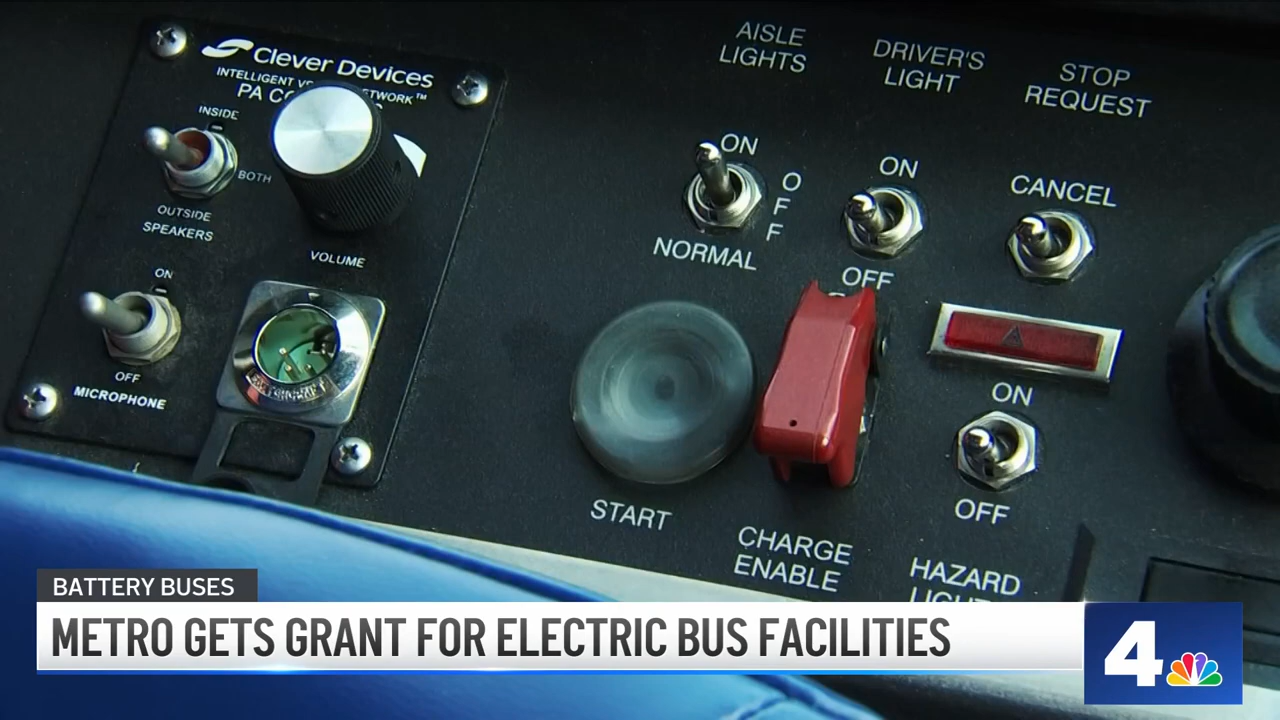 Clever Devices
INTELLIGENT
PA
INSIDE
BOTH
OUTSIDE
SPEAKERS
VOLUME
ON
OFF
MICROPHONE
AISLE
LIGHTS
ON
OFF
NORMAL
DRIVER'S
LIGHT
ON
OFF
STOP
REQUEST
CANCEL
START
CHARGE
ENABLE
ON
OFF
HAZARD
BATTERY BUSES
METRO GETS GRANT FOR ELECTRIC BUS FACILITIES
4